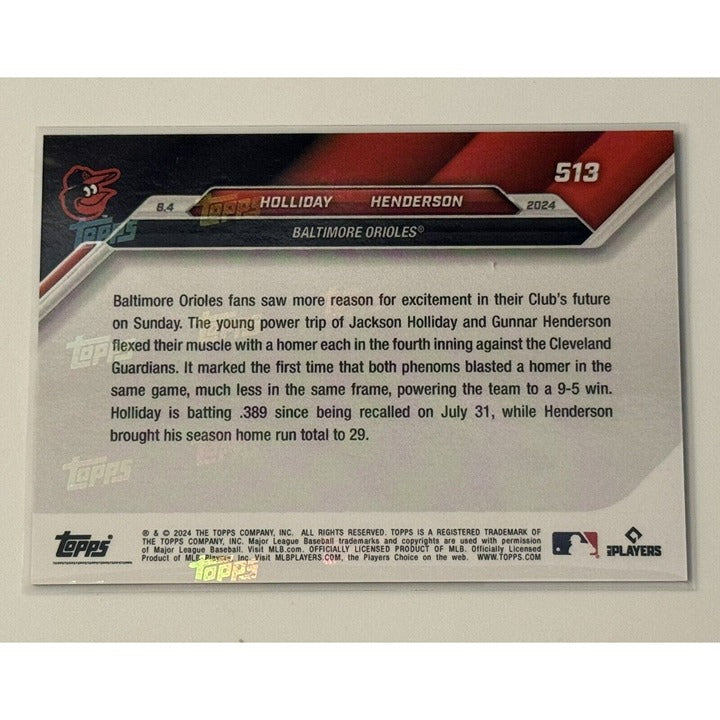 513
8.4 HOLLIDAY HENDERSON 2024
BALTIMORE ORIOLES®
Baltimore Orioles fans saw more reason for excitement in their Club's future
on Sunday. The young power trip of Jackson Holliday and Gunnar Henderson
flexed their muscle with a homer each in the fourth inning against the Cleveland
Guardians. It marked the first time that both phenoms blasted a homer in the
same game, much less in the same frame, powering the team to a 9-5 win.
Holliday is batting .389 since being recalled on July 31, while Henderson
brought his season home run total to 29.
Topps
® & © 2024 THE TOPPS COMPANY, INC. ALL RIGHTS RESERVED. TOPPS IS A REGISTERED TRADEMARK OF
THE TOPPS COMPANY, INC. Major League Baseball trademarks and copyrights are used with permission
of Major League Baseball. Visit MLB.com. OFFICIALLY LICENSED PRODUCT OF MLB. Officially Licensed
Product of MLB Players, Inc. Visit MLBPLAYERS.COM, the Players Choice on the web. WWW.TOPPS.COM
PLAYERS
Topps
Topps
Topps
Topps
Topps